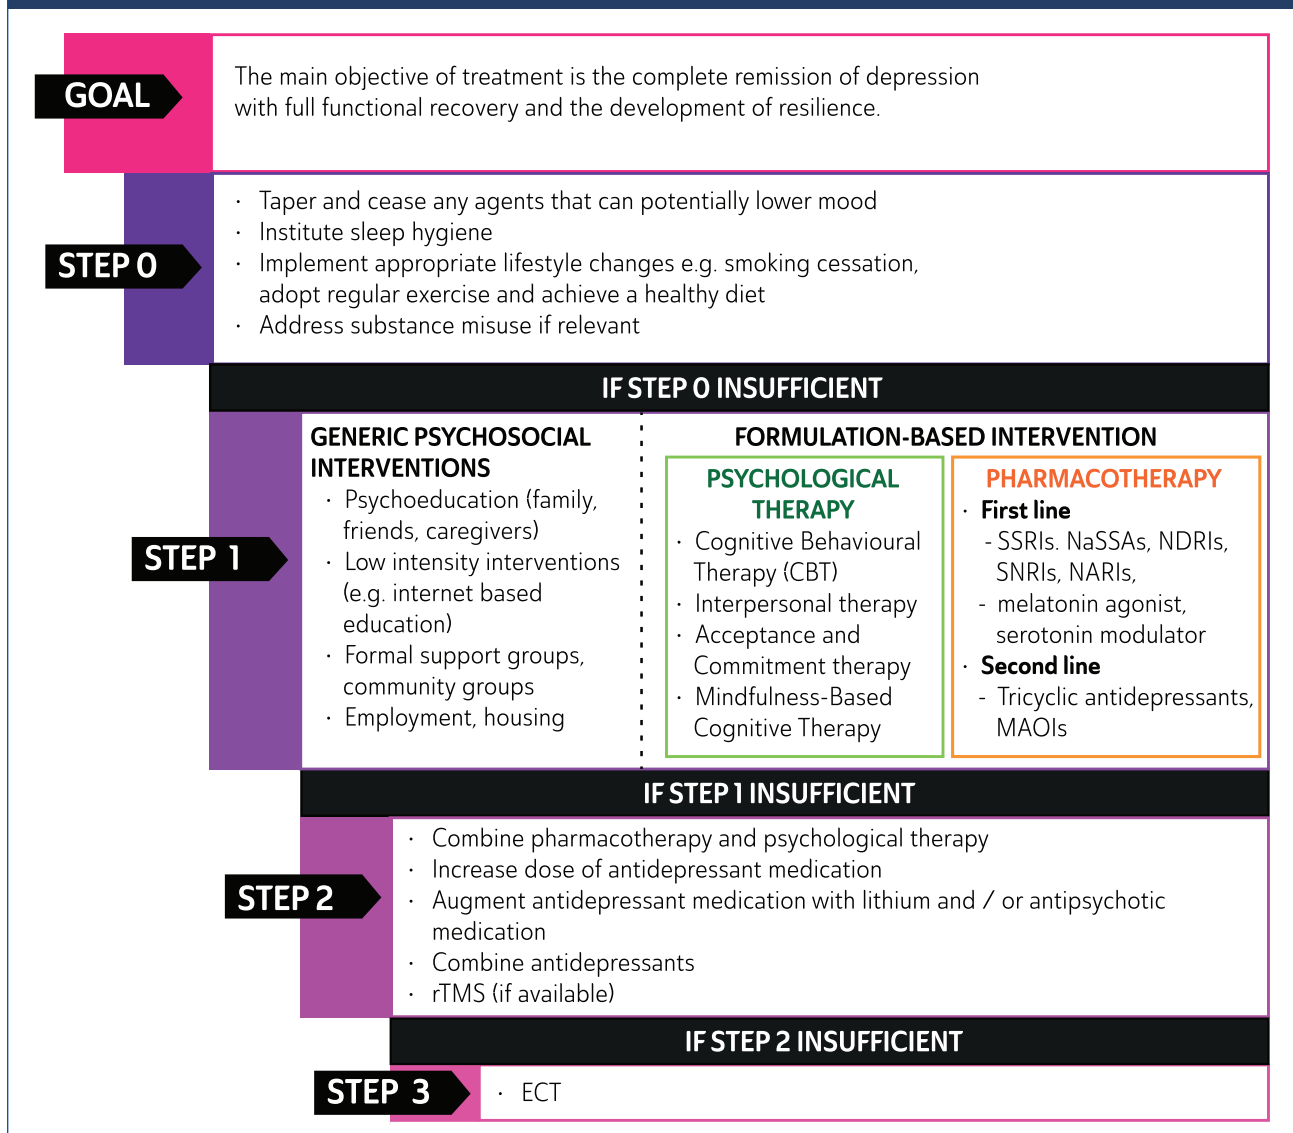 GOAL
The main objective of treatment is the complete remission of depression
with full functional recovery and the development of resilience.
STEP 0
· Taper and cease any agents that can potentially lower mood
· Institute sleep hygiene
· Implement appropriate lifestyle changes e.g. smoking cessation,
adopt regular exercise and achieve a healthy diet
· Address substance misuse if relevant
IF STEP 0 INSUFFICIENT
STEP 1
GENERIC PSYCHOSOCIAL
INTERVENTIONS
· Psychoeducation (family,
friends, caregivers)
· Low intensity interventions
(e.g. internet based
education)
· Formal support groups,
community groups
· Employment, housing
FORMULATION-BASED INTERVENTION
PSYCHOLOGICAL
THERAPY
· Cognitive Behavioural
Therapy (CBT)
· Interpersonal therapy
· Acceptance and
Commitment therapy
· Mindfulness-Based
Cognitive Therapy
PHARMACOTHERAPY
· First line
- SSRIs. NaSSAs, NDRIs,
SNRIs, NARIs,
- melatonin agonist,
serotonin modulator
· Second line
- Tricyclic antidepressants,
MAOIs
IF STEP 1 INSUFFICIENT
STEP 2
· Combine pharmacotherapy and psychological therapy
· Increase dose of antidepressant medication
· Augment antidepressant medication with lithium and / or antipsychotic
medication
· Combine antidepressants
· rTMS (if available)
IF STEP 2 INSUFFICIENT
STEP 3
· ECT